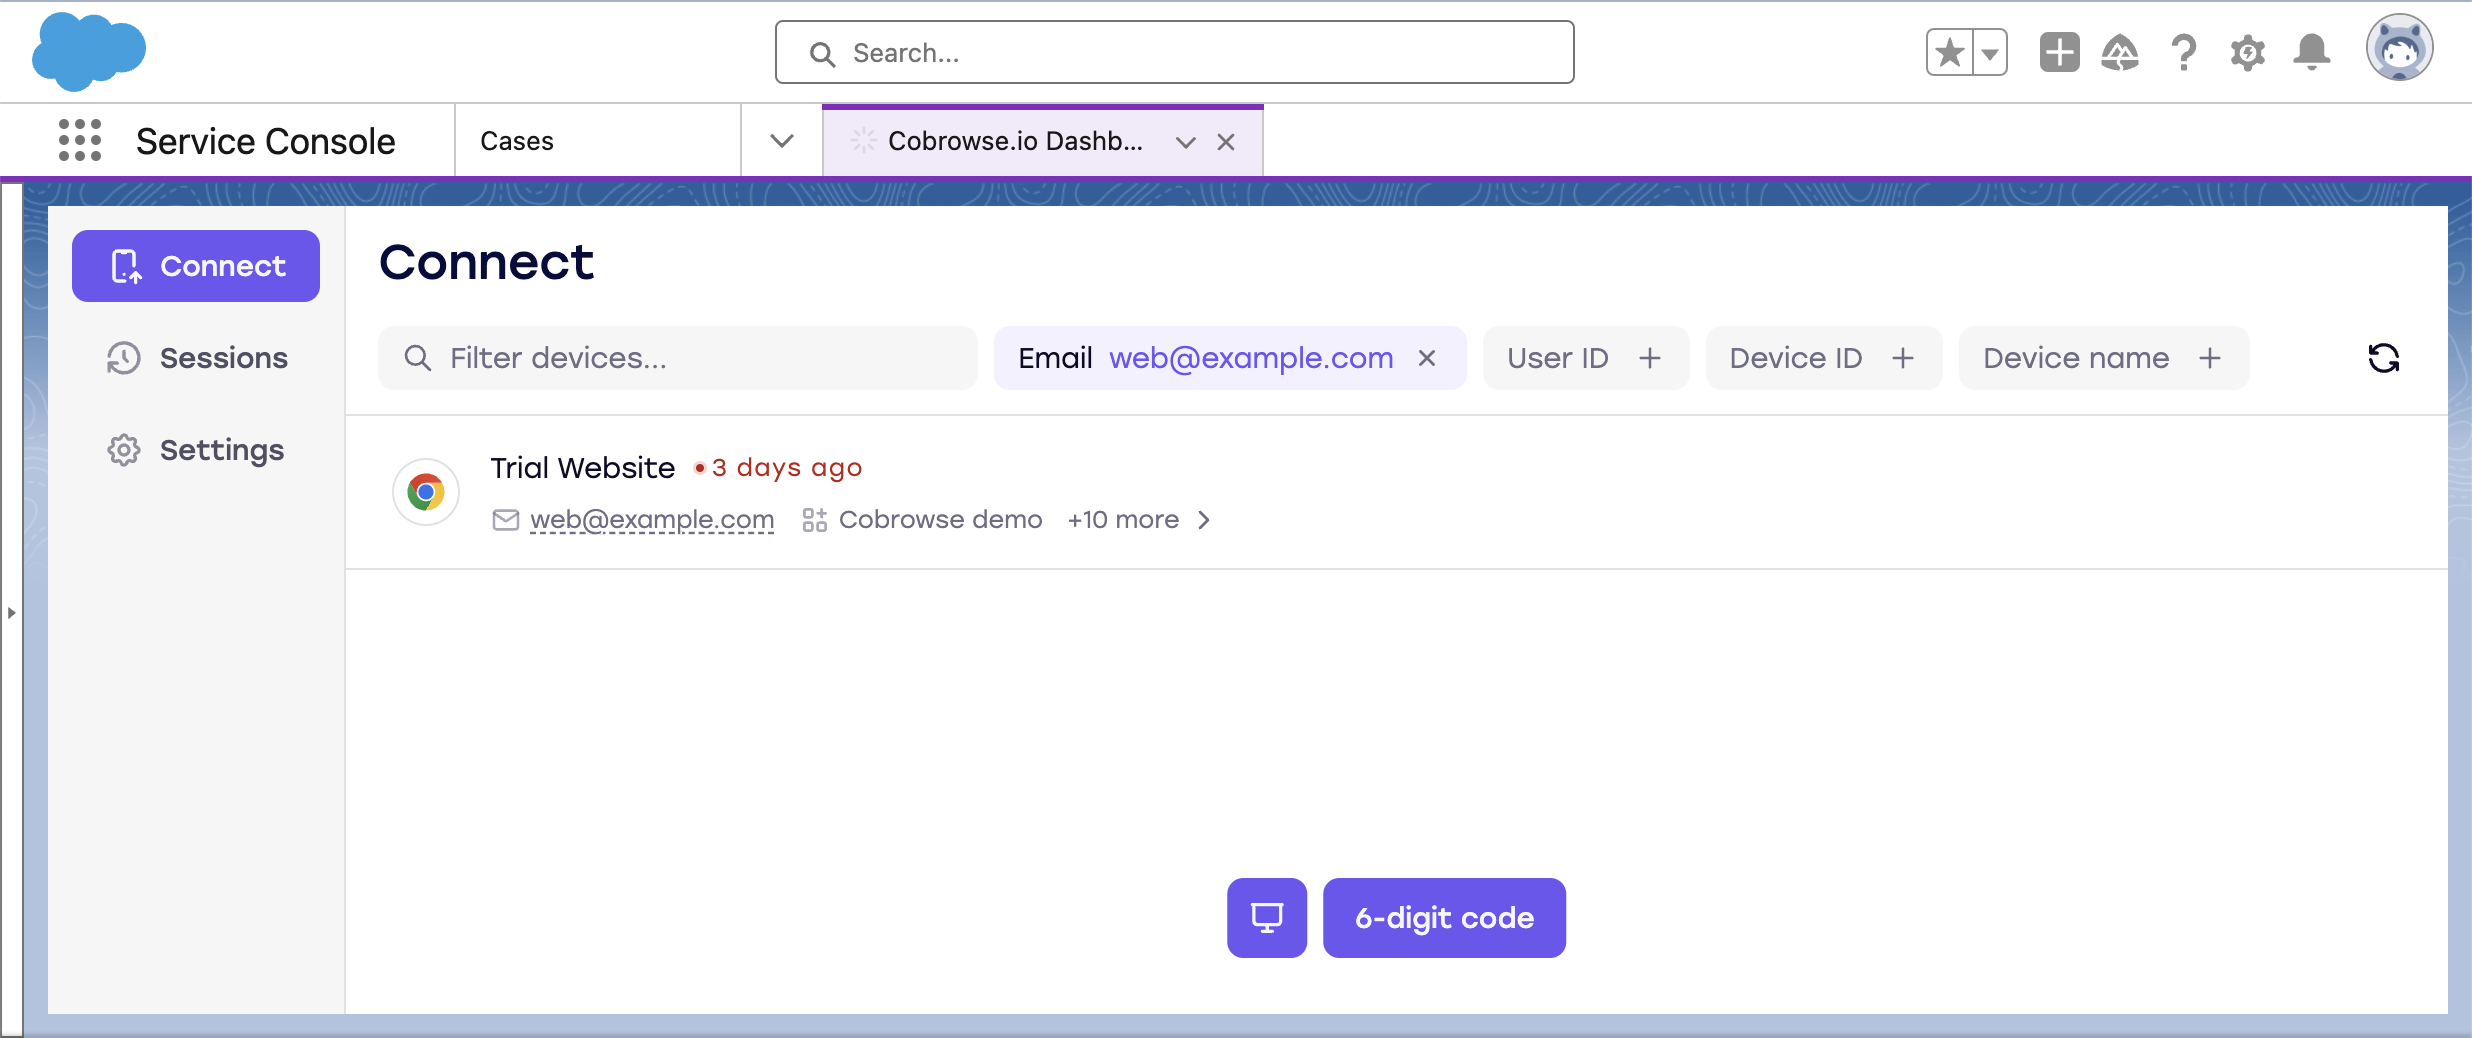 Search...
Service Console
Cases
Cobrowse.io Dashb...
Connect
Sessions
Settings
Connect
Filter devices...
Email web@example.com
User ID
Device ID
Device name
Trial Website 3 days ago
web@example.com Cobrowse demo +10 more
6-digit code